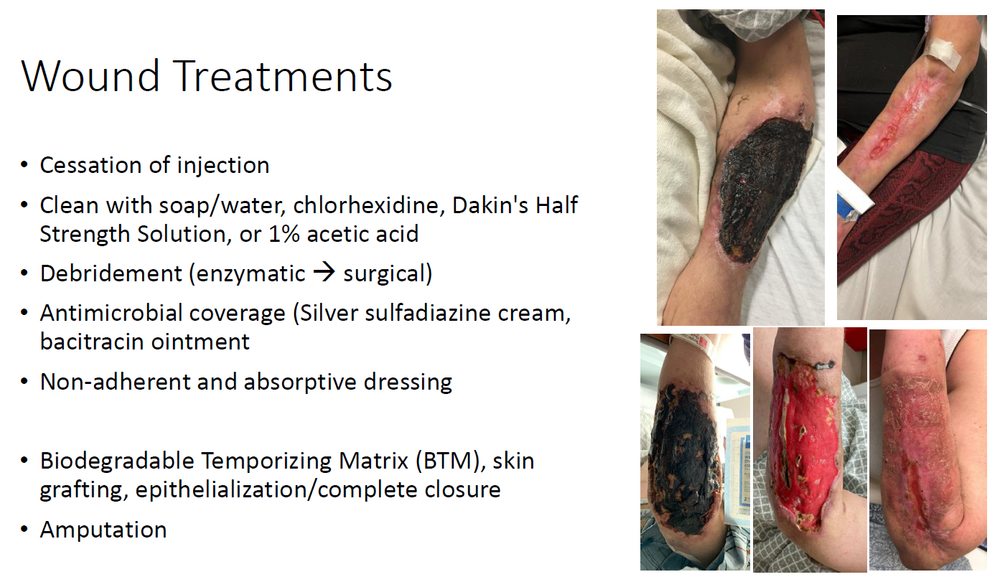 Wound Treatments
• Cessation of injection
• Clean with soap/water, chlorhexidine, Dakin's Half
Strength Solution, or 1% acetic acid
• Debridement (enzymatic → surgical)
• Antimicrobial coverage (Silver sulfadiazine cream,
bacitracin ointment
• Non-adherent and absorptive dressing
• Biodegradable Temporizing Matrix (BTM), skin
grafting, epithelialization/complete closure
• Amputation